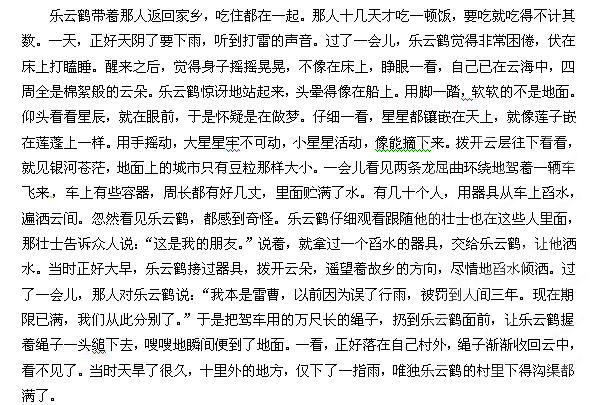 乐云鹤带着那人返回家乡，吃住都在一起。那人十几天才吃一顿饭，要吃就吃得不计其
数。一天，正好天阴了要下雨，听到打雷的声音。过了一会儿，乐云鹤觉得非常困倦，伏在
床上打瞌睡。醒来之后，觉得身子摇摇晃晃，不像在床上，睁眼一看，自己已在云海中，四
周全是棉絮般的云朵。乐云鹤惊讶地站起来，头晕得像在船上。用脚一踏，软软的不是地面。
仰头看看星辰，就在眼前，于是怀疑是在做梦。仔细一看，星星都镶嵌在天上，就像莲子嵌
在莲蓬上一样。用手摇动，大星星牢不可动，小星星活动，像能摘下来。拨开云层往下看看，
就见银河苍茫，地面上的城市只有豆粒那样大小。一会儿看见两条龙屈曲环绕地驾着一辆车
飞来，车上有些容器，周长都有好几丈，里面贮满了水。有几十个人，用器具从车上舀水，
遍洒云间。忽然看见乐云鹤，都感到奇怪。乐云鹤仔细观看跟随他的壮士也在这些人里面，
那壮士告诉众人说：“这是我的朋友。”说着，就拿过一个舀水的器具，交给乐云鹤，让他洒
水。当时正好大旱，乐云鹤接过器具，拨开云朵，遥望着故乡的方向，尽情地舀水倾洒。过
了一会儿，那人对乐云鹤说：“我本是雷曹，以前因为误了行雨，被罚到人间三年。现在期
限已满，我们从此分别了。”于是把驾车用的万尺长的绳子，扔到乐云鹤面前，让乐云鹤握
着绳子一头缒下去，嗖嗖地瞬间便到了地面。一看，正好落在自己村外，绳子渐渐收回云中，
看不见了。当时天旱了很久，十里外的地方，仅下了一指雨，唯独乐云鹤的村里下得沟渠都
满了。